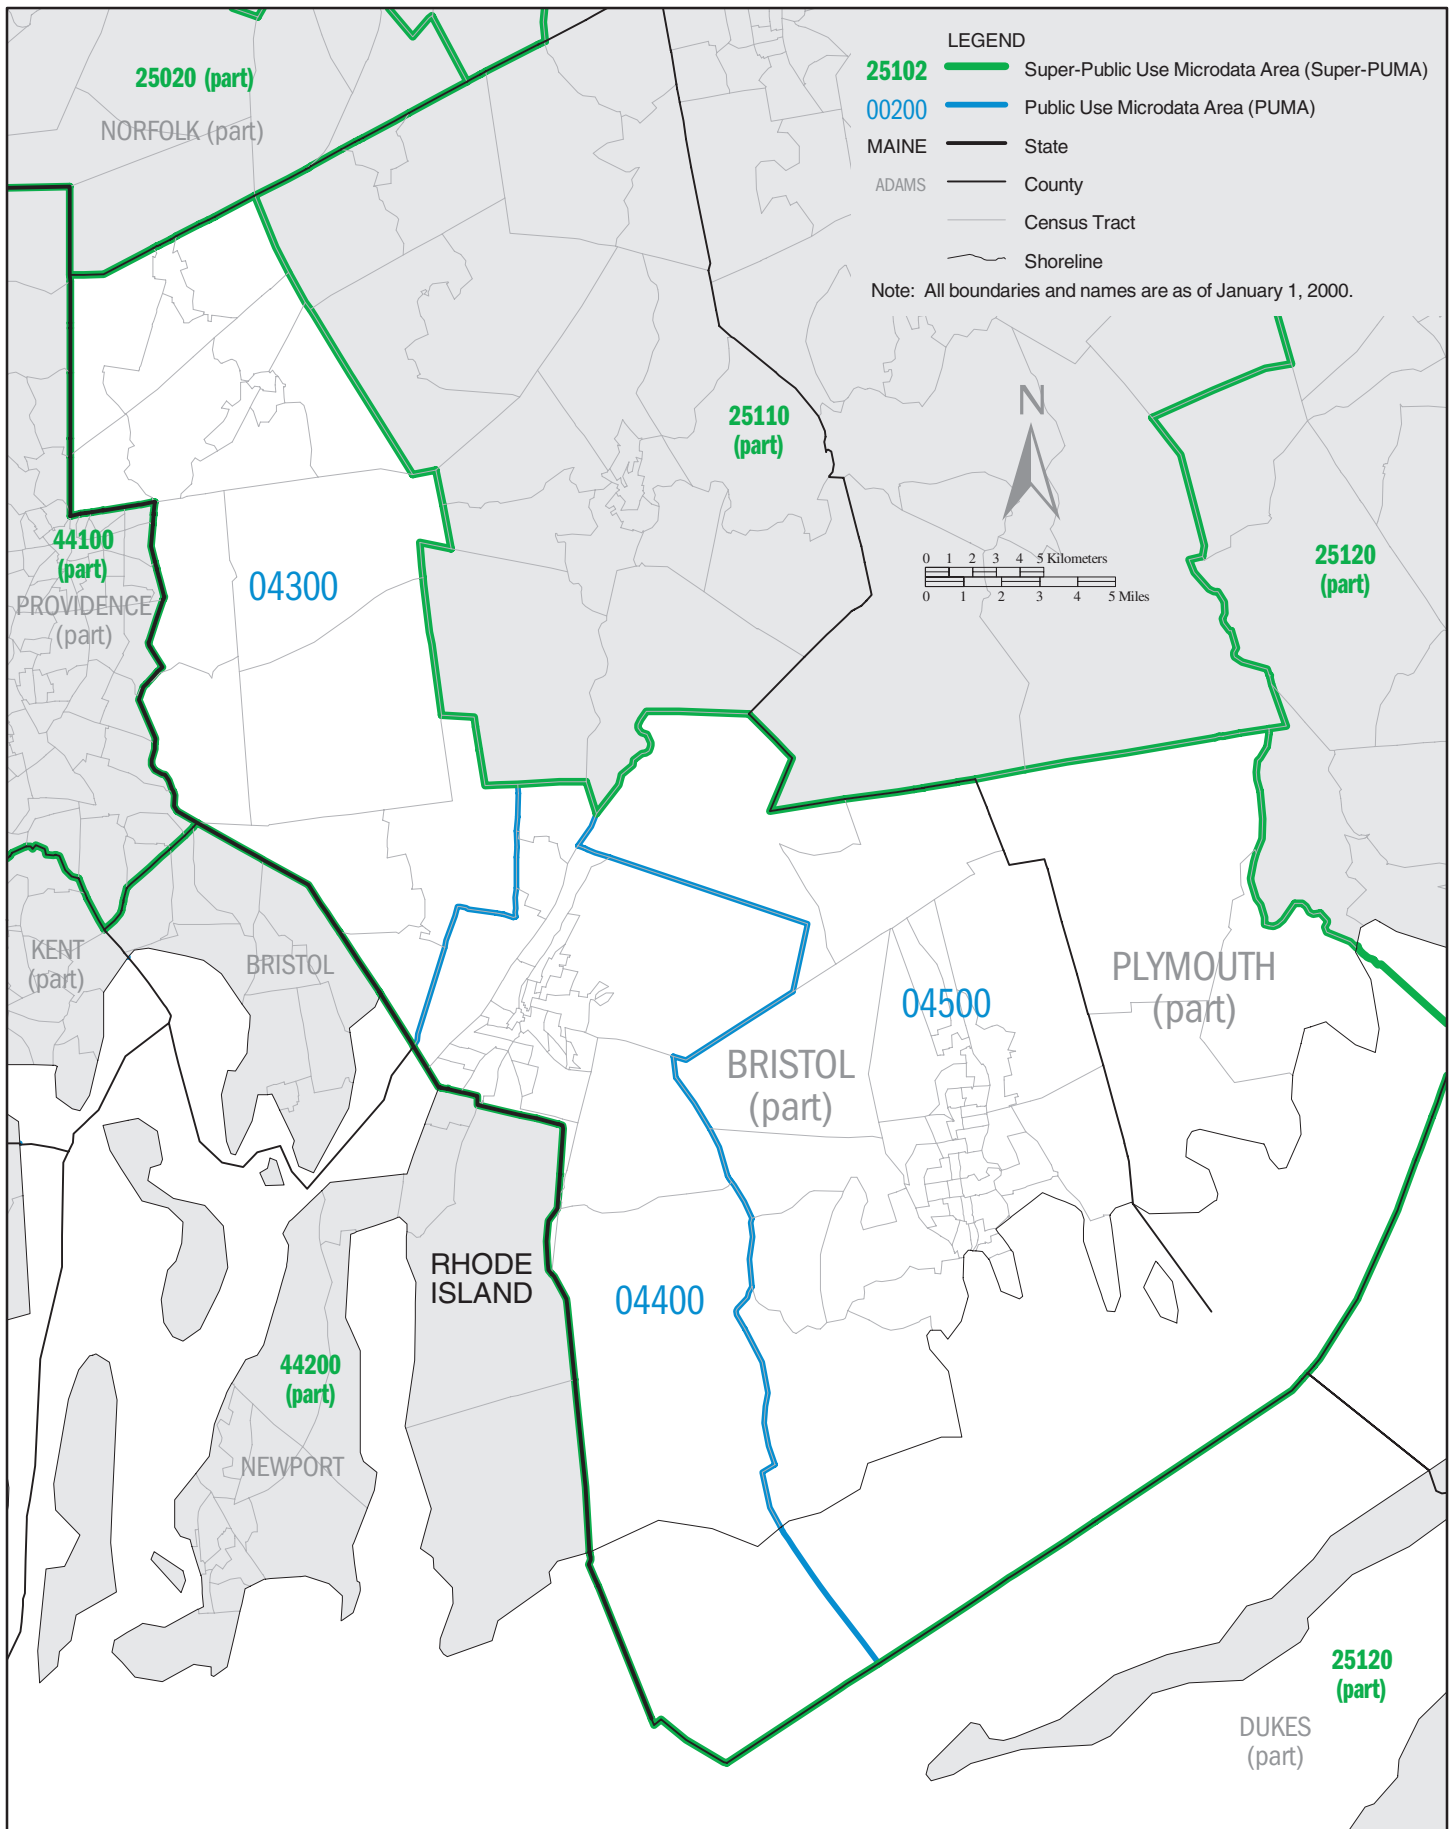 LEGEND
25102 Super-Public Use Microdata Area (Super-PUMA)
00200 Public Use Microdata Area (PUMA)
MAINE State
ADAMS County
Census Tract
Shoreline
Note: All boundaries and names are as of January 1, 2000.
25020 (part)
NORFOLK (part)
25110
(part)
N
0 1 2 3 4 5 Kilometers
0 1 2 3 4 5 Miles
44100
(part)
PROVIDENCE
(part)
04300
25120
(part)
KENT
(part)
BRISTOL
PLYMOUTH
(part)
04500
BRISTOL
(part)
RHODE
ISLAND
04400
44200
(part)
NEWPORT
25120
(part)
DUKES
(part)